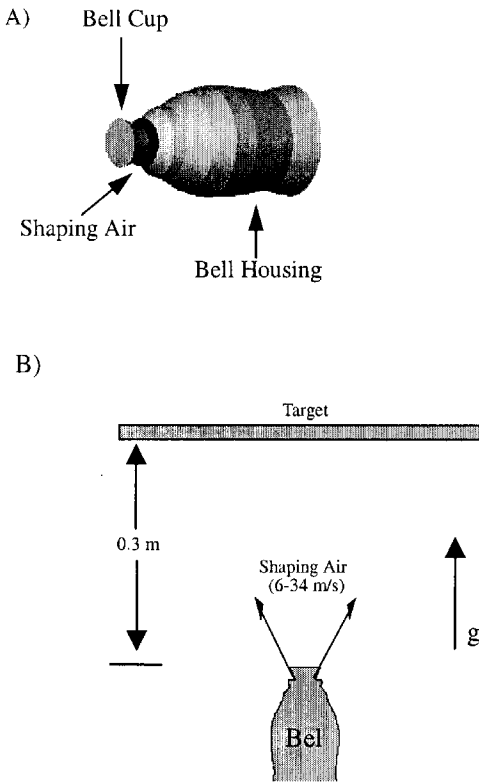 A)
Bell Cup
Shaping Air
Bell Housing
B)
Target
0.3 m
Shaping Air
(6-34 m/s)
g
Bel